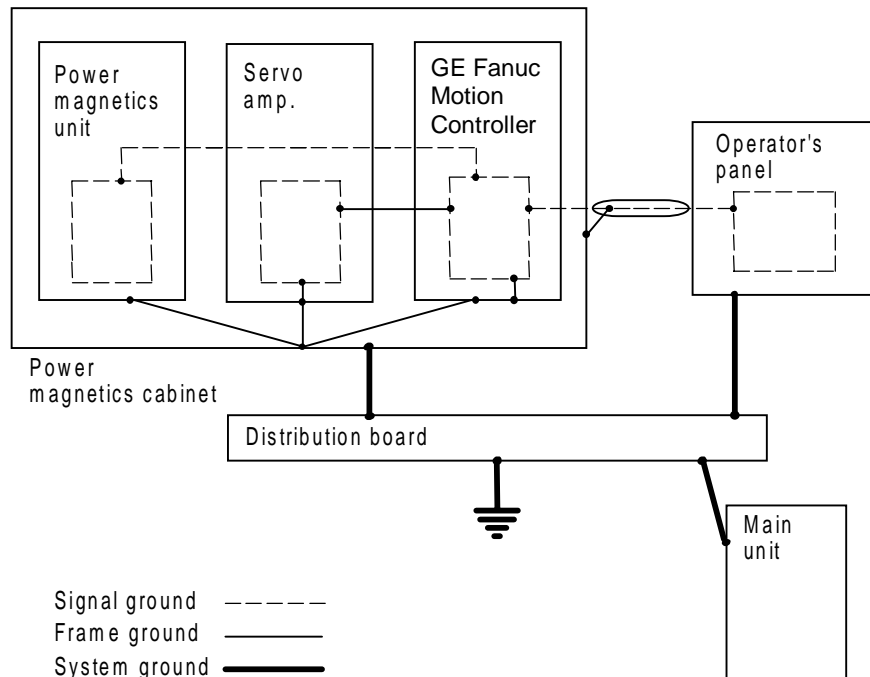 Power
magnetics
unit
Servo
amp.
GE Fanuc
Motion
Controller
Operator's
panel
Power
magnetics cabinet
Distribution board
Main
unit
Signal ground
Frame ground
System ground